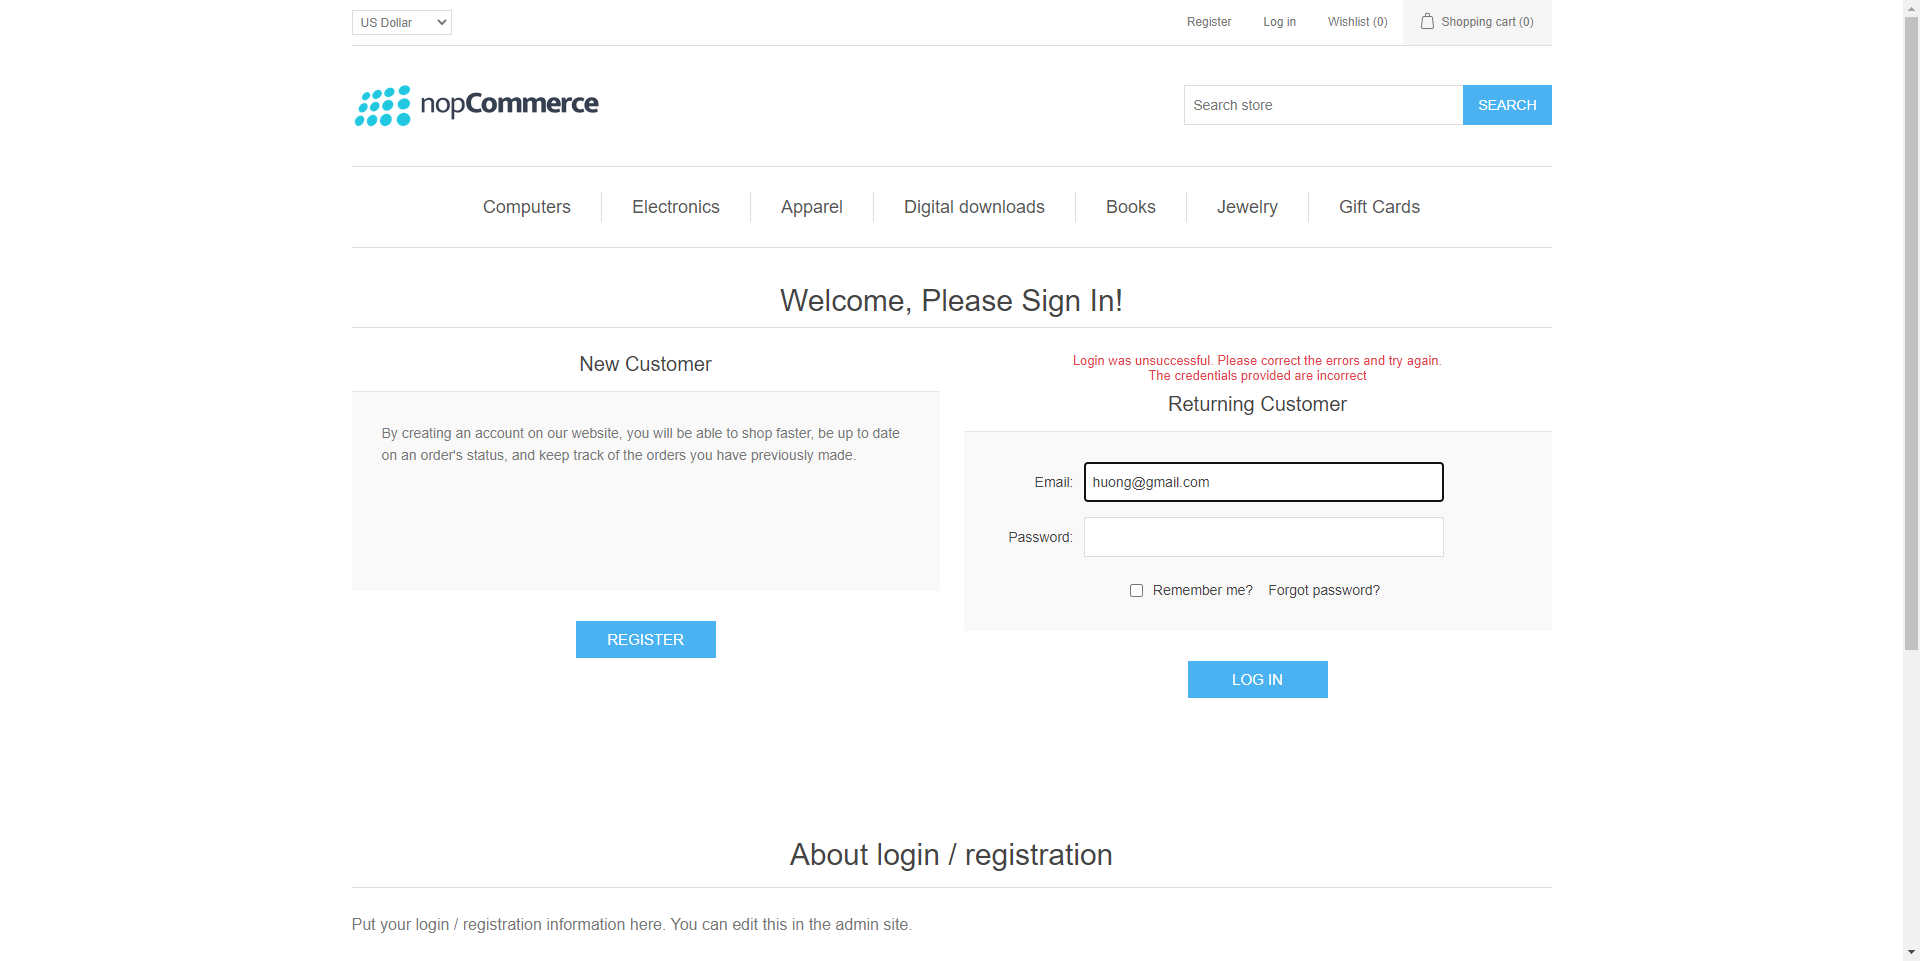 US Dollar
Register
Log in
Wishlist (0)
Shopping cart (0)
nopCommerce
Search store
SEARCH
Computers
Electronics
Apparel
Digital downloads
Books
Jewelry
Gift Cards
Welcome, Please Sign In!
New Customer
By creating an account on our website, you will be able to shop faster, be up to date
on an order's status, and keep track of the orders you have previously made.
REGISTER
Login was unsuccessful. Please correct the errors and try again.
The credentials provided are incorrect
Returning Customer
Email:
huong@gmail.com
Password:
Remember me?
Forgot password?
LOG IN
About login / registration
Put your login / registration information here. You can edit this in the admin site.